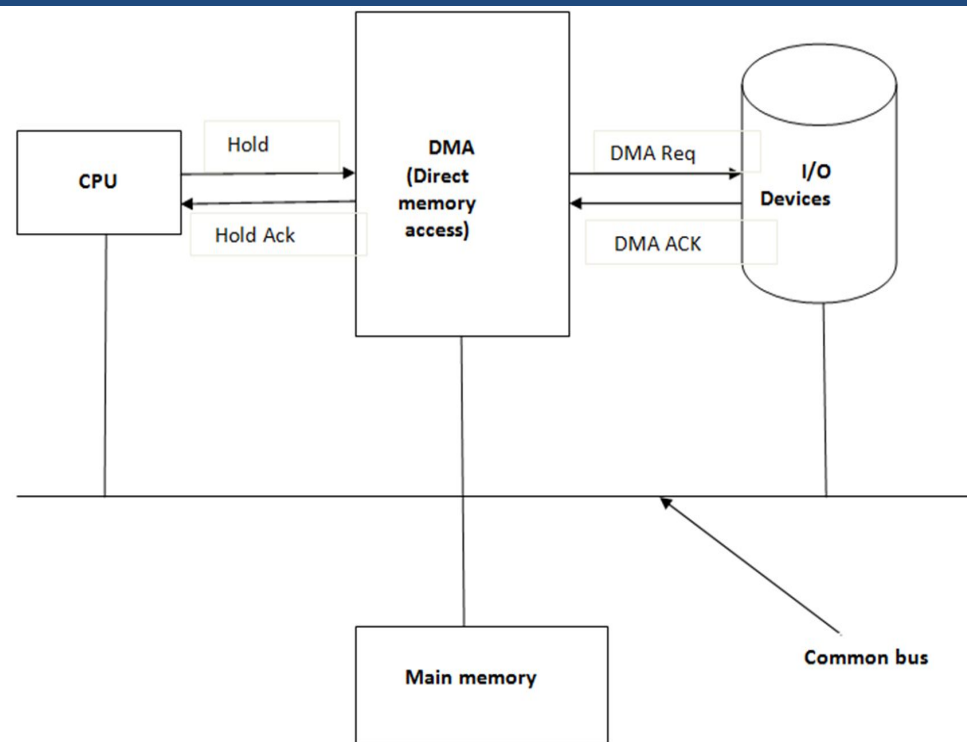 Hold
CPU
Hold Ack
DMA
(Direct
memory
access)
DMA Req
DMA ACK
I/O
Devices
Common bus
Main memory